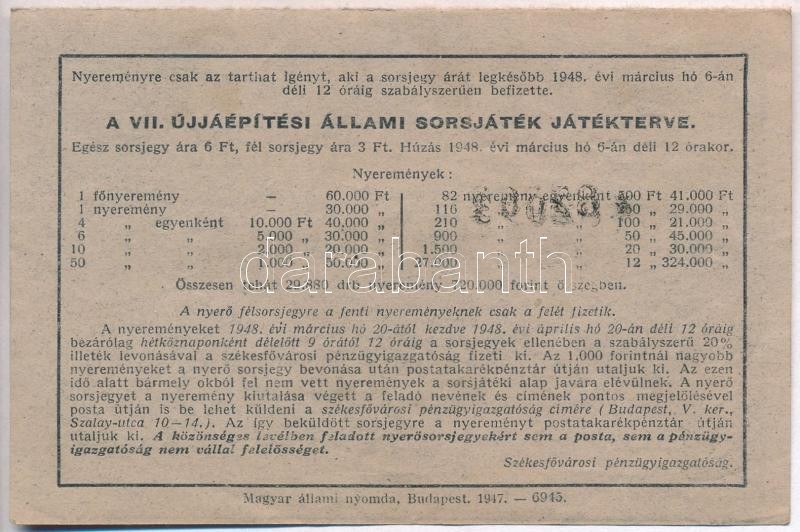 Nyereményre csak az tarthat igényt, aki a sorsjegy árát legkésőbb 1948. évi március hó 6-án
déli 12 óráig szabályszerűen befizette.
A VII. ÚJJÁÉPÍTÉSI ÁLLAMI SORSJÁTÉK JÁTÉKTERVE.
Egész sorsjegy ára 6 Ft, fél sorsjegy ára 3 Ft. Húzás 1948. évi március hó 6-án déli 12 órakor.
Nyeremények:
1 főnyeremény — 60.000 Ft 82 nyeremény egyenként 500 Ft 41.000 Ft
1 nyeremény — 30.000 „ 116 „ „ 250 „ 29.000 „
4 „ egyenként 10.000 Ft 40.000 „ 210 „ „ 100 „ 21.000 „
6 „ „ 5.000 „ 30.000 „ 900 „ „ 50 „ 45.000 „
10 „ „ 2.000 „ 20.000 „ 1.500 „ „ 20 „ 30.000 „
50 „ „ 1.000 „ 50.000 „ 27.000 „ „ 12 „ 324.000 „
darabanth
Összesen tehát 29.880 drb nyeremény 720.000 forint összegben.
A nyerő félsorsjegyre a fenti nyereményeknek csak a felét fizetik.
A nyereményeket 1948. évi március hó 20-ától kezdve 1948. évi április hó 20-án déli 12 óráig
bezárólag hétköznaponként délelőtt 9 órától 12 óráig a sorsjegyek ellenében a szabályszerű 20%
illeték levonásával a székesfővárosi pénzügyigazgatóság fizeti ki. Az 1.000 forintnál nagyobb
nyereményeket a nyerő sorsjegy bevonása után postatakarékpénztár útján utaljuk ki. Az ezen
idő alatt bármely okból fel nem vett nyeremények a sorsjátéki alap javára elévülnek. A nyerő
sorsjegyet a nyeremény kiutalása végett a feladó nevének és címének pontos megjelölésével
posta útján is be lehet küldeni a székesfővárosi pénzügyigazgatóság címére (Budapest, V. ker.,
Szalay-utca 10—14.). Az így beküldött sorsjegyre a nyereményt postatakarékpénztár útján
utaljuk ki. A közönséges levélben feladott nyerősorsjegyekért sem a posta, sem a pénzügy-
igazgatóság nem vállal felelősséget.
Székesfővárosi pénzügyigazgatóság.
Magyar állami nyomda, Budapest. 1947. — 6945.